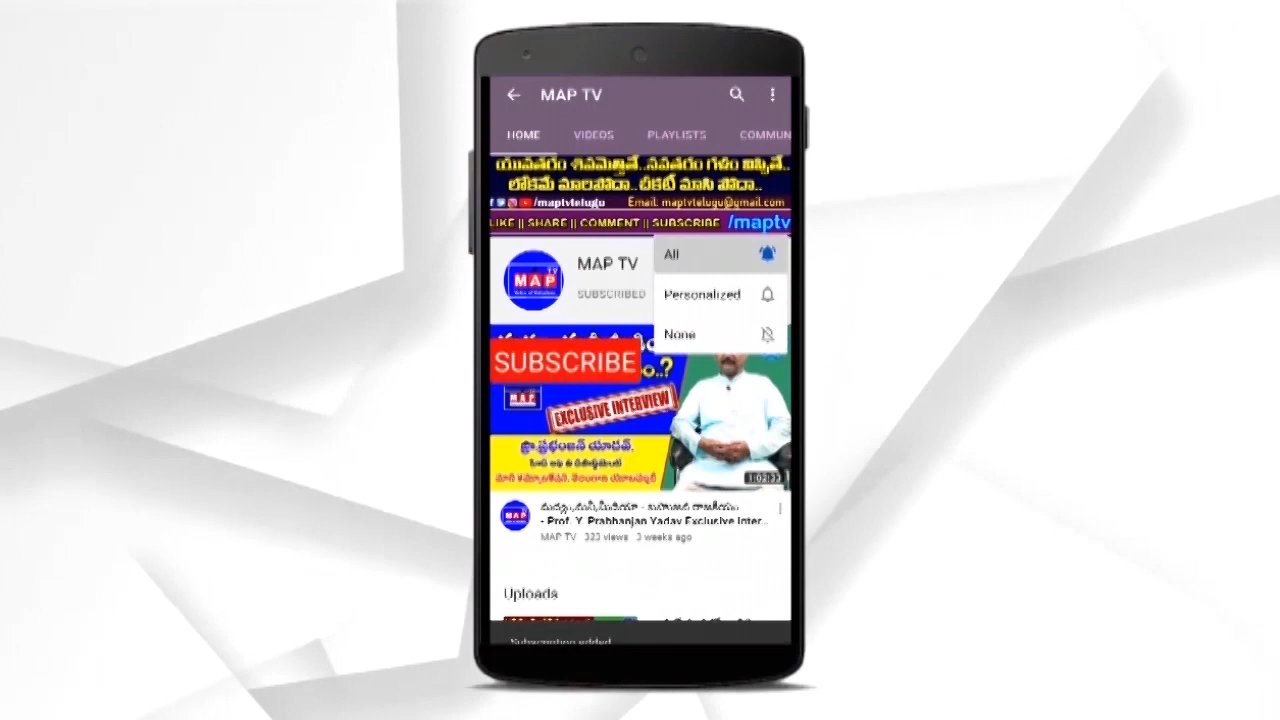 MAP TV
HOME VIDEOS PLAYLISTS COMMUN
యువతరం శివమెత్తితే..నవతరం గళం విప్పితే..
లోకమే మారిపోదా..చీకటే మాసి పోదా..
/maptvtelugu Email: maptvtelugu@gmail.com
LIKE || SHARE || COMMENT || SUBSCRIBE /maptv
MAP TV
SUBSCRIBED
All
Personalized
None
SUBSCRIBE
..?
MAP
EXCLUSIVE INTERVIEW
ప్రొ ప్రభంజన్ యాదవ్,
1:02:32
- Prof. Y. Prabhanjan Yadav Exclusive Inter...
MAP TV 323 views 3 weeks ago
Uploads
Subscription added